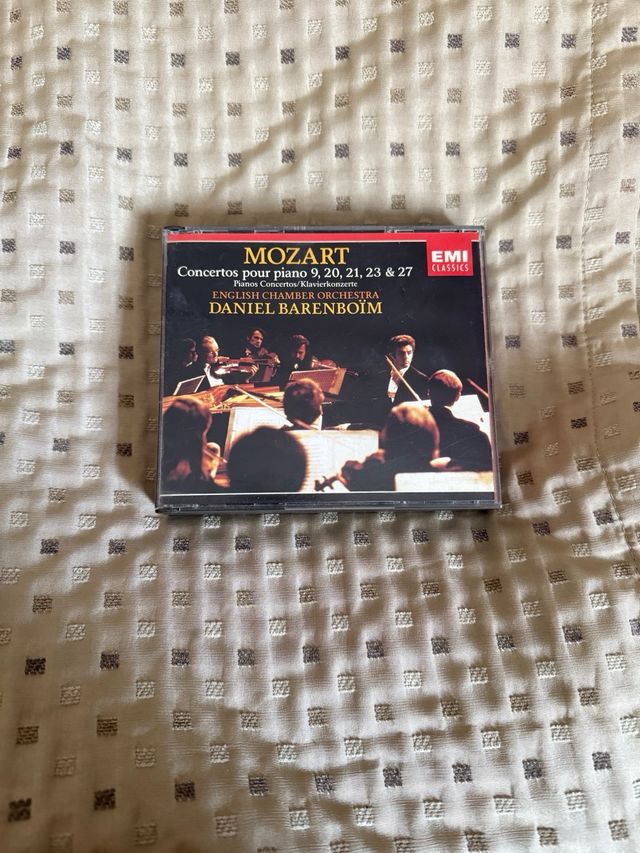 MOZART
Concertos pour piano 9, 20, 21, 23 & 27
Pianos Concertos/Klavierkonzerte
ENGLISH CHAMBER ORCHESTRA
DANIEL BARENBOÏM
EMI
CLASSICS